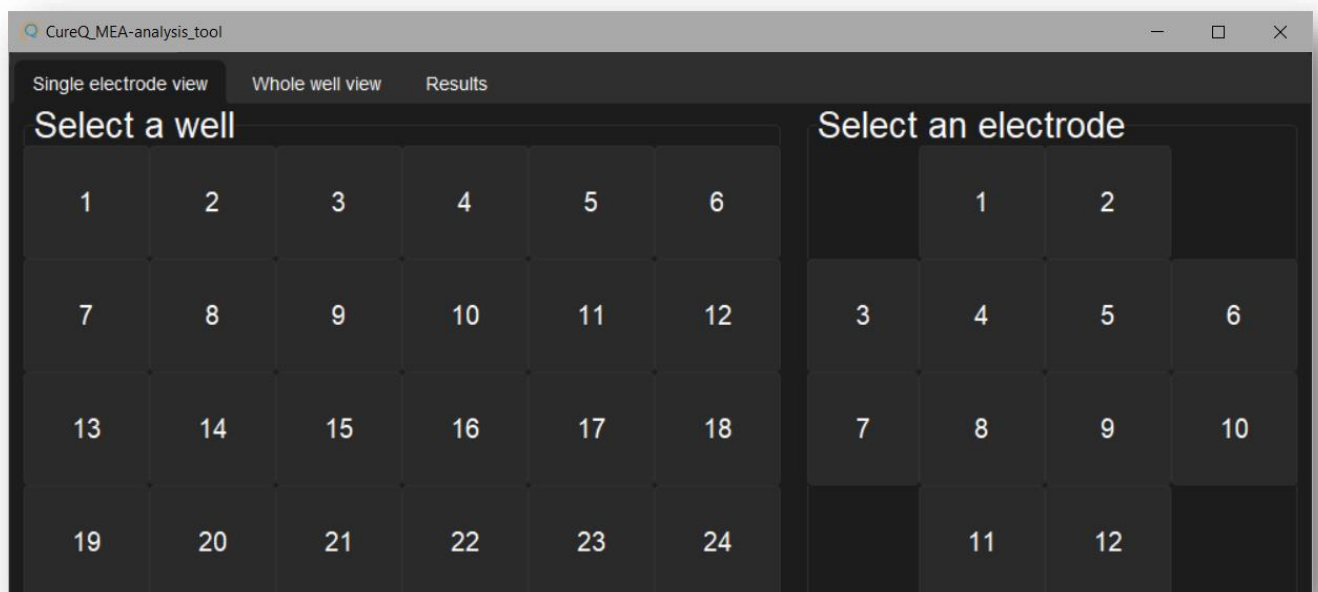 CureQ_MEA-analysis_tool
Single electrode view Whole well view Results
Select a well
1 2 3 4 5 6
7 8 9 10 11 12
13 14 15 16 17 18
19 20 21 22 23 24
Select an electrode
1 2
3 4 5 6
7 8 9 10
11 12